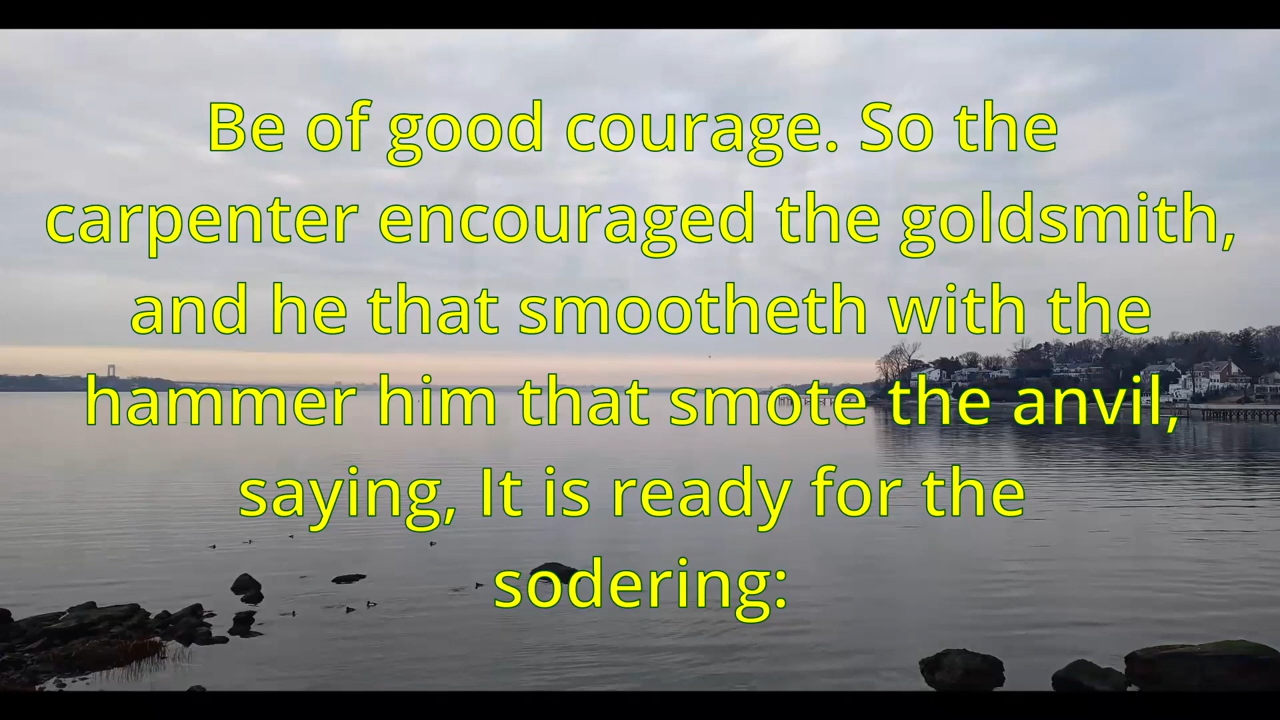 Be of good courage. So the
carpenter encouraged the goldsmith,
and he that smootheth with the
hammer him that smote the anvil,
saying, It is ready for the
sodering: